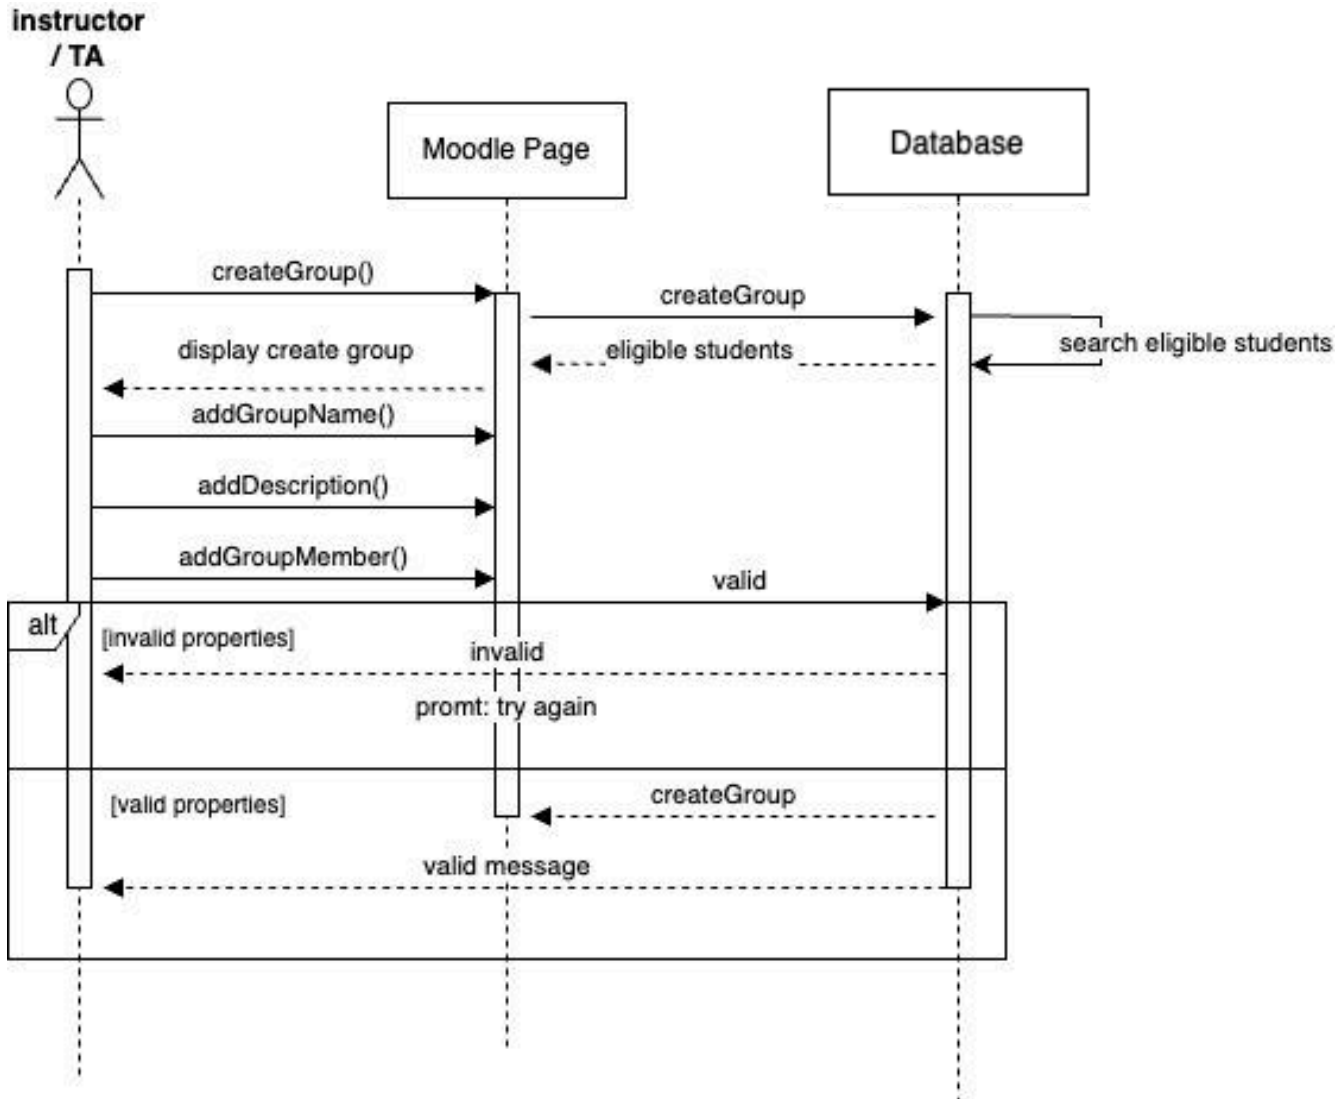 instructor
/ TA
Moodle Page
Database
createGroup()
createGroup
search eligible students
display create group
eligible students
addGroupName()
addDescription()
addGroupMember()
valid
alt
[invalid properties]
invalid
promt: try again
[valid properties]
createGroup
valid message